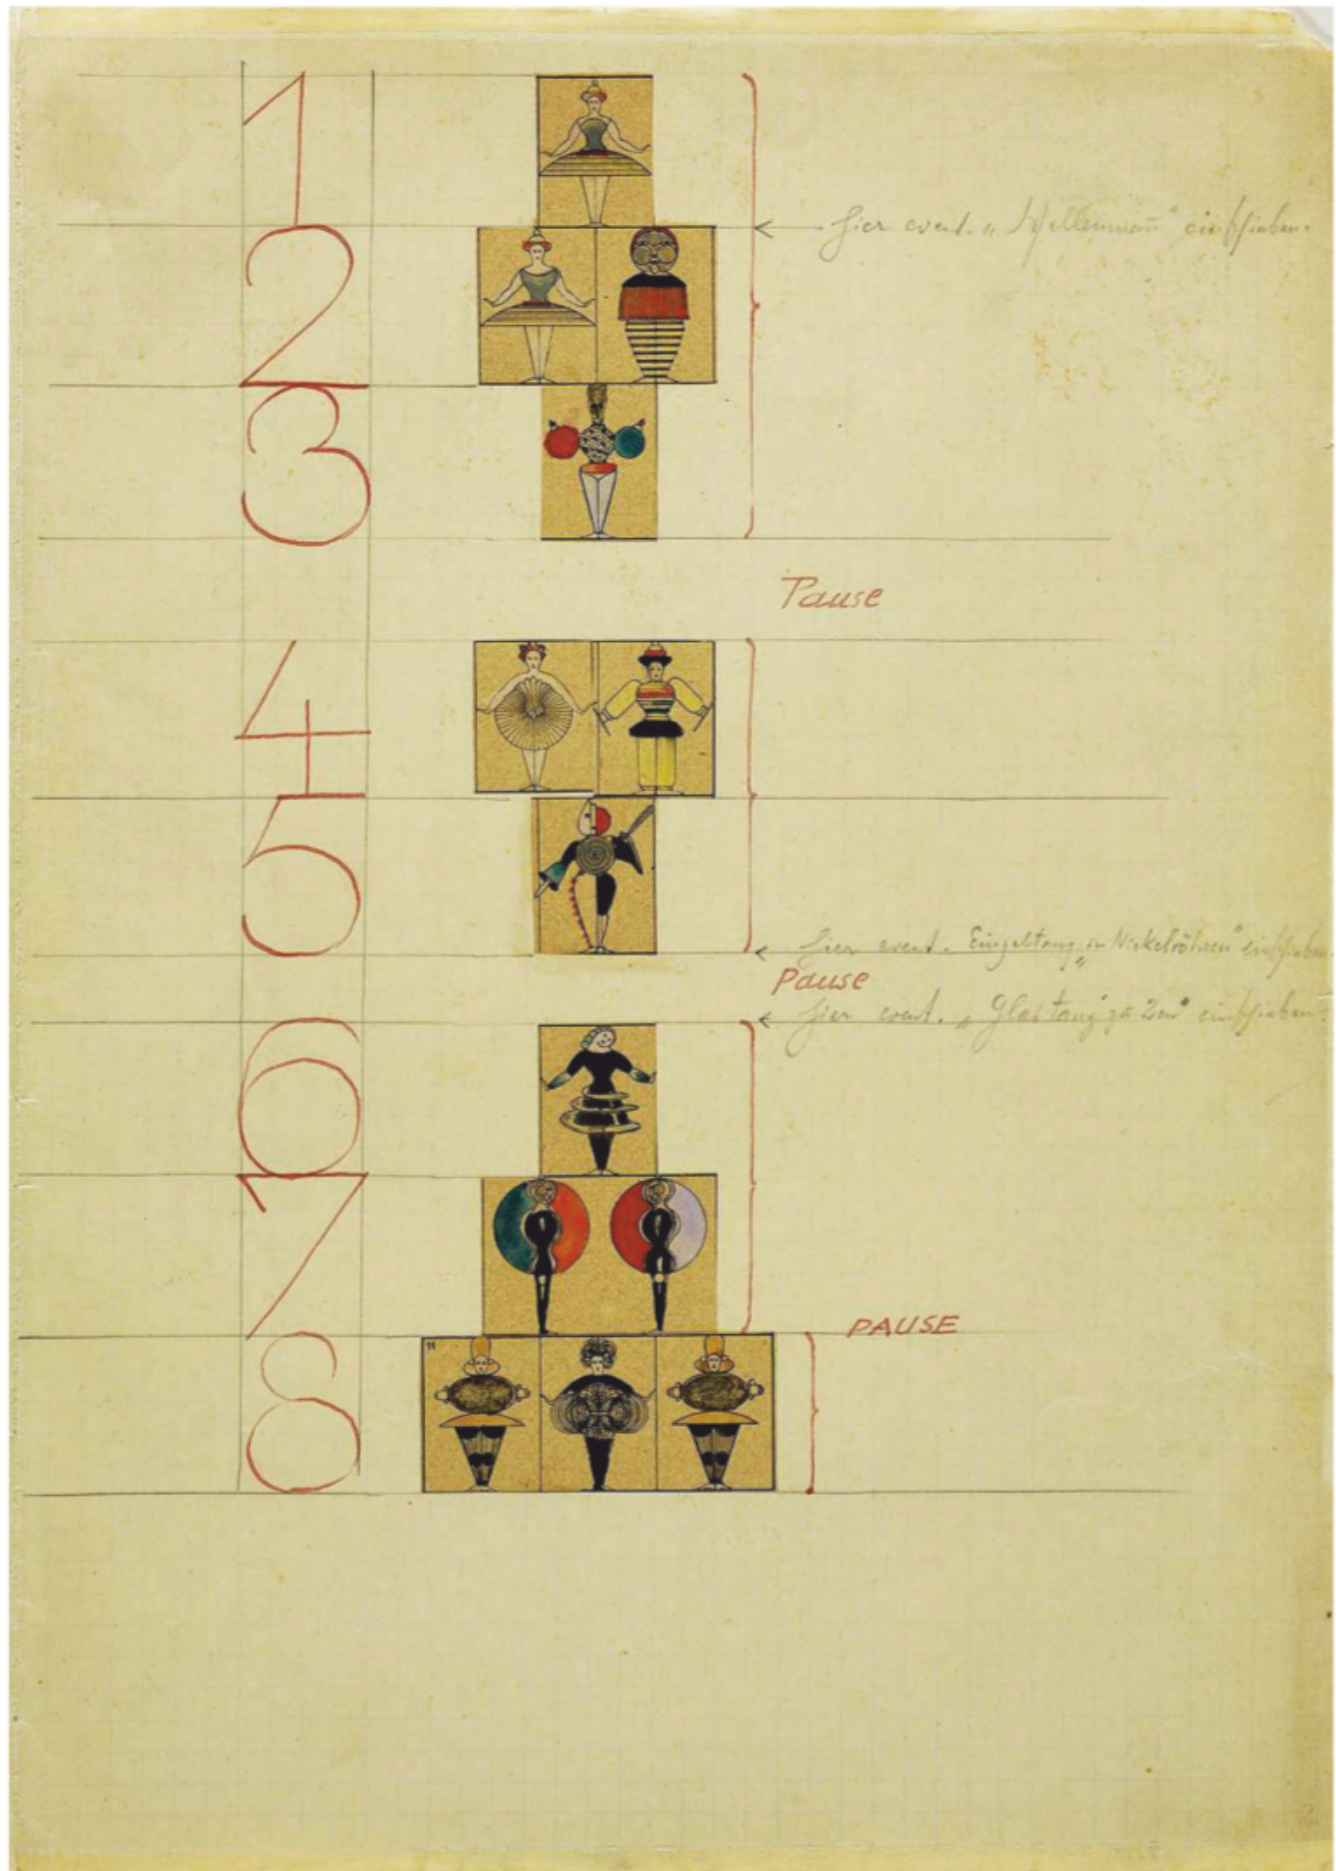 1
hier event. „ einschieben.
2
3
Pause
4
5
hier event. Einzeltanz „in Nickelröhren" einschieben.
Pause
hier event. „Glastanz zu 2en" einschieben.
6
7
PAUSE
11
8